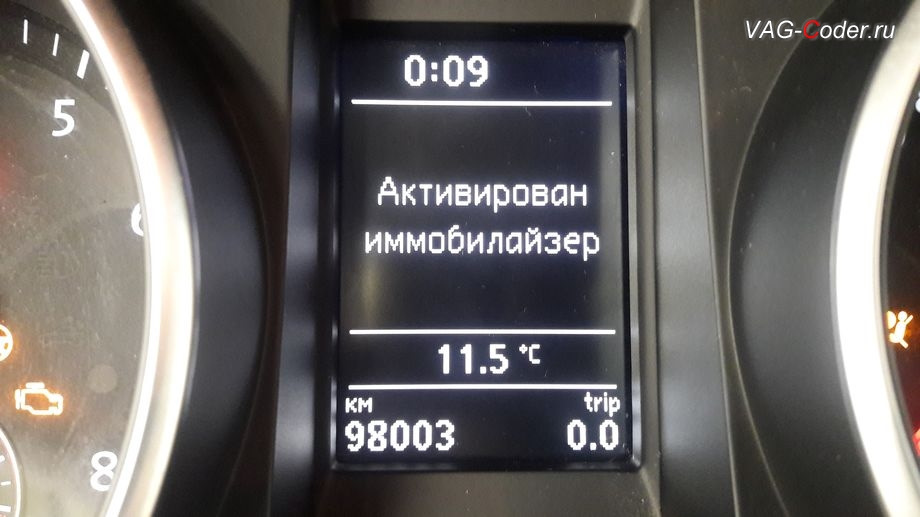 VAG-Coder.ru
0:09
5
Активирован
иммобилайзер
11.5 °C
км trip
98003 0.0
8